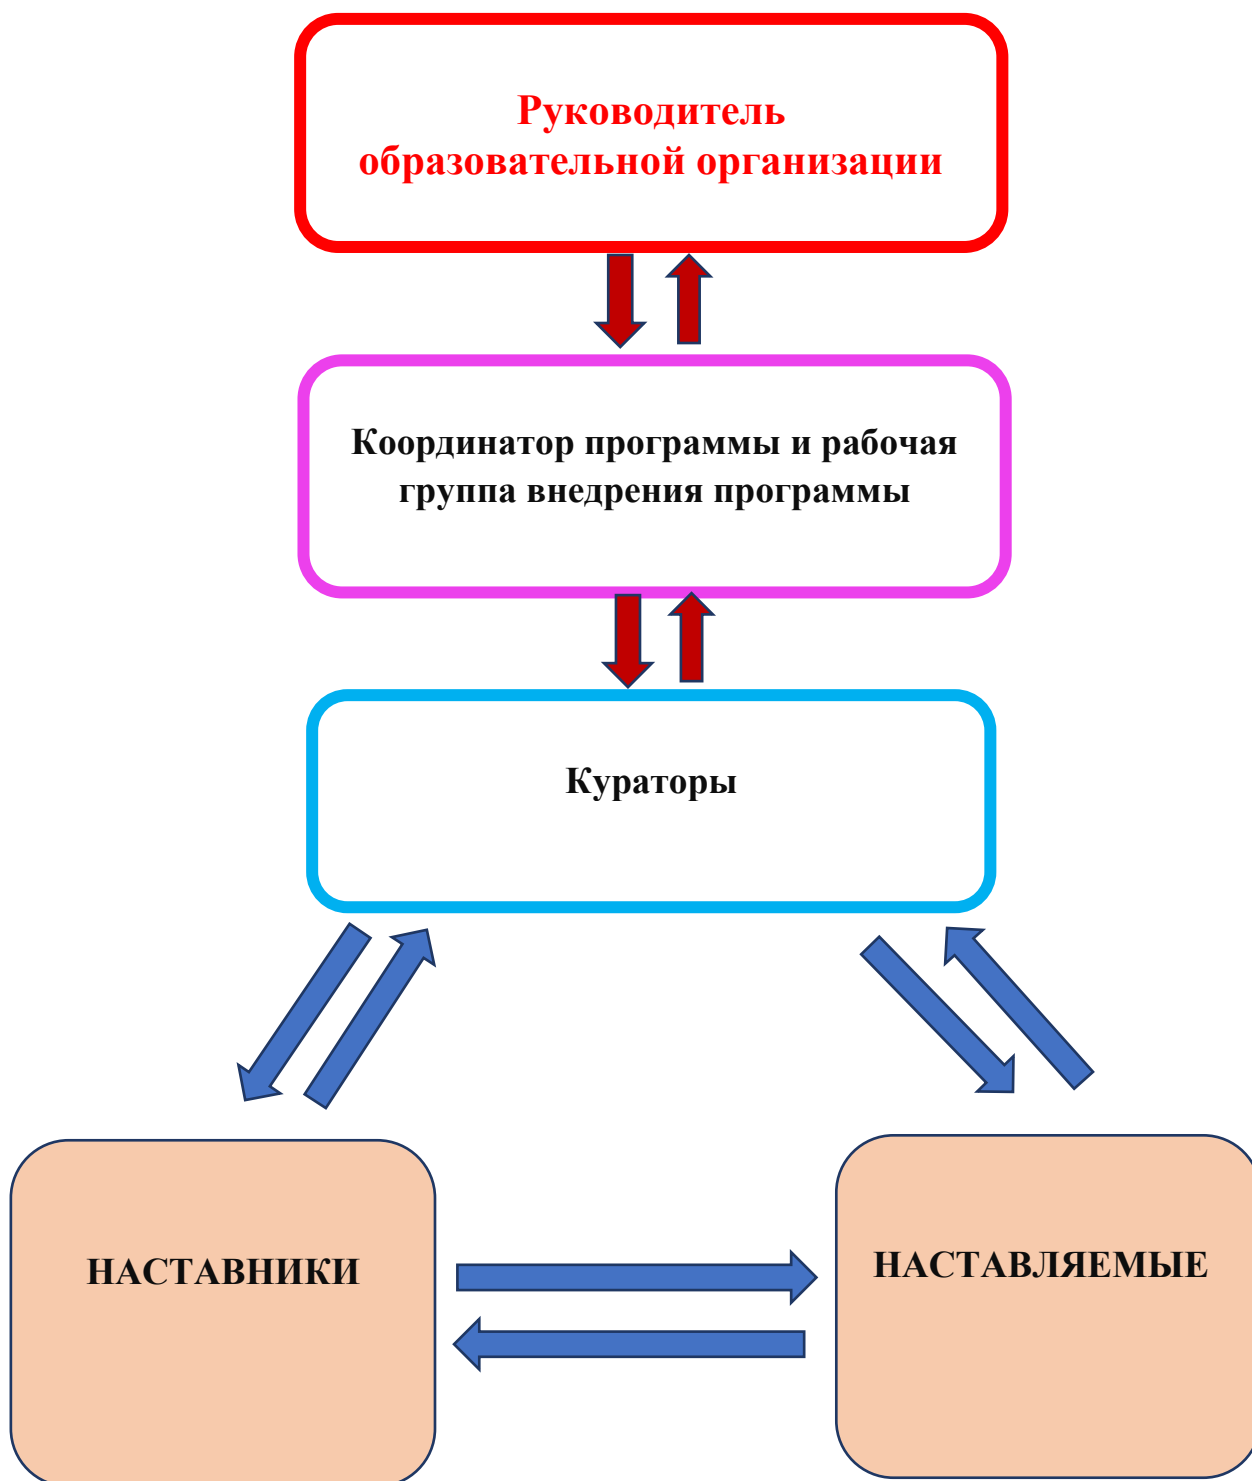 Руководитель
образовательной организации
Координатор программы и рабочая
группа внедрения программы
Кураторы
НАСТАВНИКИ
НАСТАВЛЯЕМЫЕ